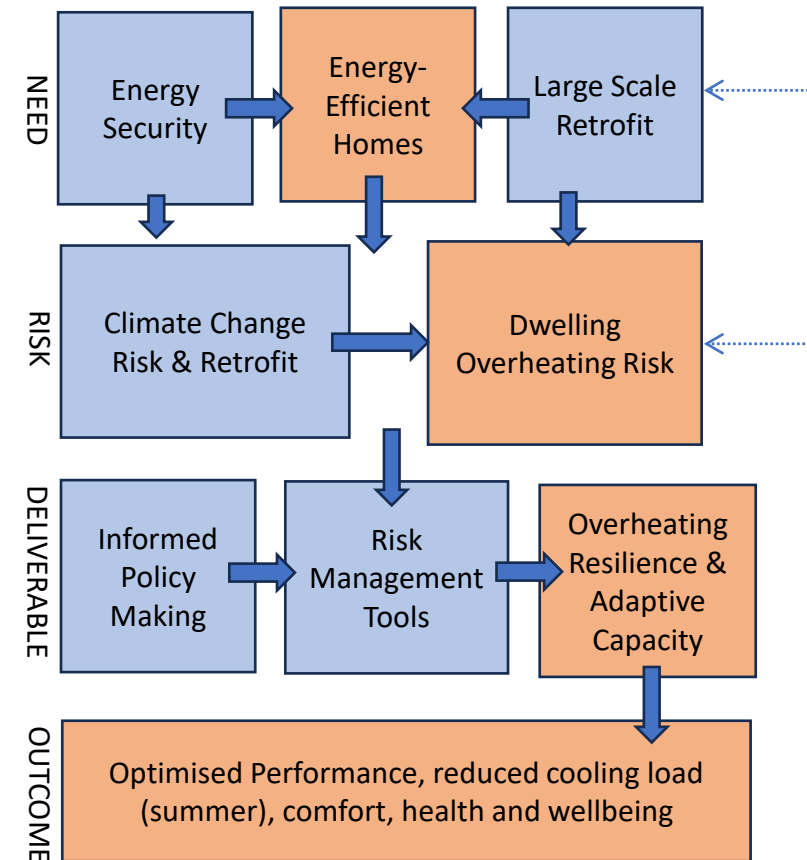 NEED
Energy
Security
Energy-
Efficient
Homes
Large Scale
Retrofit
RISK
Climate Change
Risk & Retrofit
Dwelling
Overheating Risk
DELIVERABLE
Informed
Policy
Making
Risk
Management
Tools
Overheating
Resilience &
Adaptive
Capacity
OUTCOME
Optimised Performance, reduced cooling load
(summer), comfort, health and wellbeing